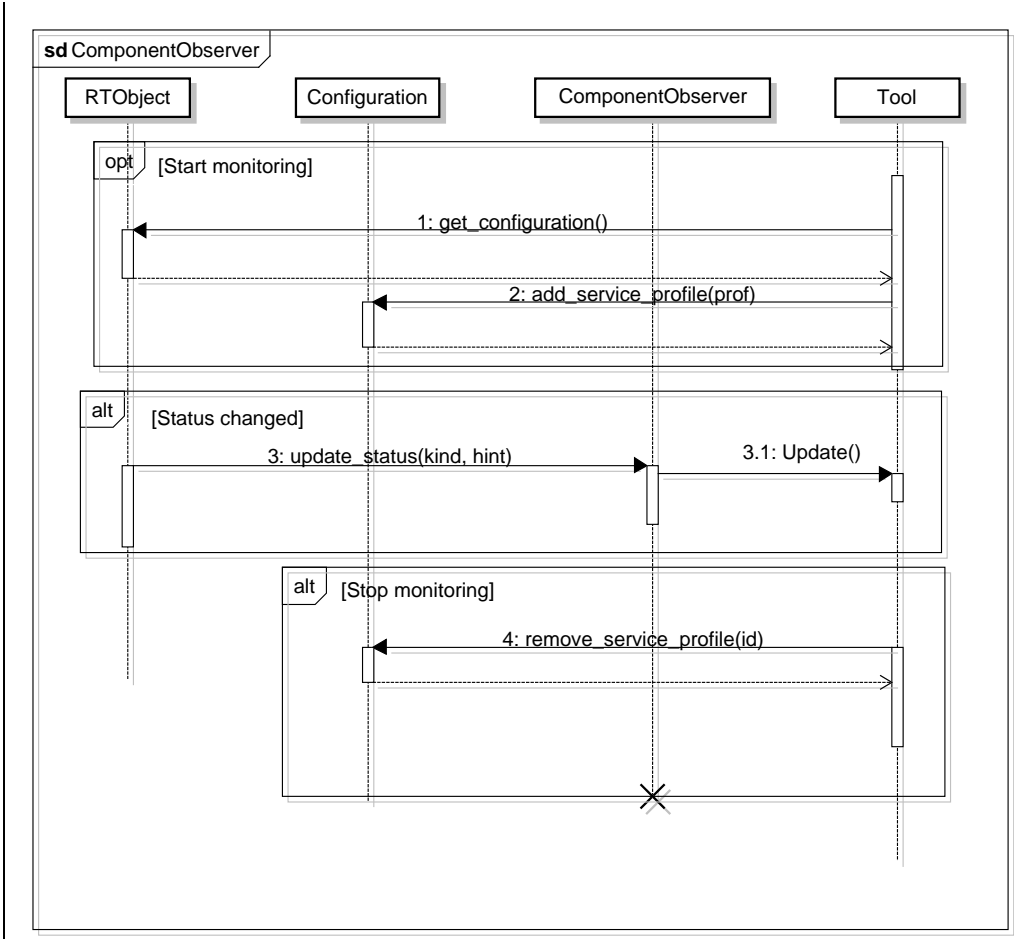 sd ComponentObserver
RTObject
Configuration
ComponentObserver
Tool
opt
[Start monitoring]
1: get_configuration()
2: add_service_profile(prof)
alt
[Status changed]
3: update_status(kind, hint)
3.1: Update()
alt
[Stop monitoring]
4: remove_service_profile(id)